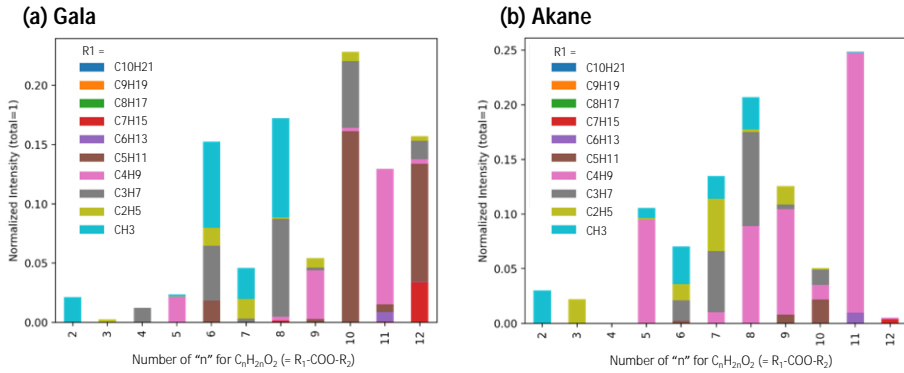 (a) Gala
Normalized Intensity (total=1)
0.20
0.15
0.10
0.05
0.00
R1 =
C10H21
C9H19
C8H17
C7H15
C6H13
C5H11
C4H9
C3H7
C2H5
CH3
2 3 4 5 6 7 8 9 10 11 12
Number of "n" for CnH2nO2 (= R1-COO-R2)
(b) Akane
Normalized Intensity (total=1)
0.25
0.20
0.15
0.10
0.05
0.00
R1 =
C10H21
C9H19
C8H17
C7H15
C6H13
C5H11
C4H9
C3H7
C2H5
CH3
2 3 4 5 6 7 8 9 10 11 12
Number of "n" for CnH2nO2 (= R1-COO-R2)